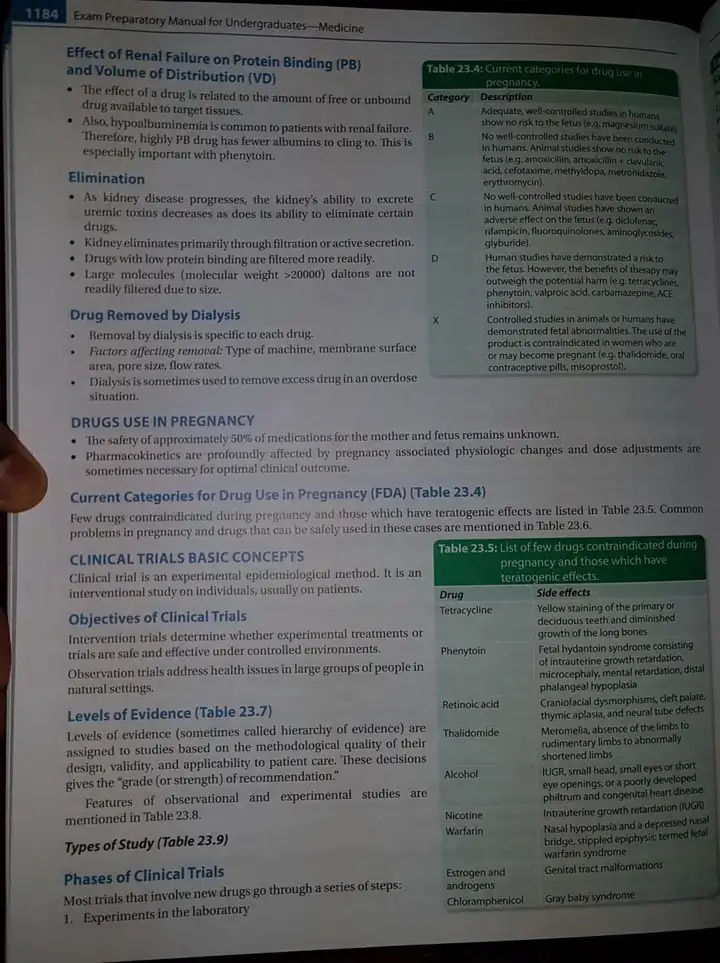 1184 Exam Preparatory Manual for Undergraduates—Medicine
Effect of Renal Failure on Protein Binding (PB)
and Volume of Distribution (VD)
• The effect of a drug is related to the amount of free or unbound
drug available to target tissues.
• Also, hypoalbuminemia is common to patients with renal failure.
Therefore, highly PB drug has fewer albumins to cling to. This is
especially important with phenytoin.
Elimination
• As kidney disease progresses, the kidney's ability to excrete
uremic toxins decreases as does its ability to eliminate certain
drugs.
• Kidney eliminates primarily through filtration or active secretion.
• Drugs with low protein binding are filtered more readily.
• Large molecules (molecular weight >20000) daltons are not
readily filtered due to size.
Drug Removed by Dialysis
• Removal by dialysis is specific to each drug.
• Factors affecting removal: Type of machine, membrane surface
area, pore size, flow rates.
• Dialysis is sometimes used to remove excess drug in an overdose
situation.
Table 23.4: Current categories for drug use in
pregnancy.
Category Description
A Adequate, well-controlled studies in humans
show no risk to the fetus (e.g. magnesium sulfate)
B No well-controlled studies have been conducted
in humans. Animal studies show no risk to the
fetus (e.g. amoxicillin, amoxicillin + clavulanic
acid, cefotaxime, methyldopa, metronidazole,
erythromycin).
C No well-controlled studies have been conducted
in humans. Animal studies have shown an
adverse effect on the fetus (e.g. diclofenac,
rifampicin, fluoroquinolones, aminoglycosides,
glyburide).
D Human studies have demonstrated a risk to
the fetus. However, the benefits of therapy may
outweigh the potential harm (e.g. tetracyclines,
phenytoin, valproic acid, carbamazepine, ACE
inhibitors).
X Controlled studies in animals or humans have
demonstrated fetal abnormalities. The use of the
product is contraindicated in women who are
or may become pregnant (e.g. thalidomide, oral
contraceptive pills, misoprostol).
DRUGS USE IN PREGNANCY
• The safety of approximately 50% of medications for the mother and fetus remains unknown.
• Pharmacokinetics are profoundly affected by pregnancy associated physiologic changes and dose adjustments are
sometimes necessary for optimal clinical outcome.
Current Categories for Drug Use in Pregnancy (FDA) (Table 23.4)
Few drugs contraindicated during pregnancy and those which have teratogenic effects are listed in Table 23.5. Common
problems in pregnancy and drugs that can be safely used in these cases are mentioned in Table 23.6.
CLINICAL TRIALS BASIC CONCEPTS
Clinical trial is an experimental epidemiological method. It is an
interventional study on individuals, usually on patients.
Objectives of Clinical Trials
Intervention trials determine whether experimental treatments or
trials are safe and effective under controlled environments.
Observation trials address health issues in large groups of people in
natural settings.
Levels of Evidence (Table 23.7)
Levels of evidence (sometimes called hierarchy of evidence) are
assigned to studies based on the methodological quality of their
design, validity, and applicability to patient care. These decisions
gives the "grade (or strength) of recommendation."
Features of observational and experimental studies are
mentioned in Table 23.8.
Types of Study (Table 23.9)
Phases of Clinical Trials
Most trials that involve new drugs go through a series of steps:
1. Experiments in the laboratory
Table 23.5: List of few drugs contraindicated during
pregnancy and those which have
teratogenic effects.
Drug Side effects
Tetracycline Yellow staining of the primary or
deciduous teeth and diminished
growth of the long bones
Phenytoin Fetal hydantoin syndrome consisting
of intrauterine growth retardation,
microcephaly, mental retardation, distal
phalangeal hypoplasia
Retinoic acid Craniofacial dysmorphisms, cleft palate,
thymic aplasia, and neural tube defects
Thalidomide Meromelia, absence of the limbs to
rudimentary limbs to abnormally
shortened limbs
Alcohol IUGR, small head, small eyes or short
eye openings, or a poorly developed
philtrum and congenital heart disease
Nicotine Intrauterine growth retardation (IUGR)
Warfarin Nasal hypoplasia and a depressed nasal
bridge, stippled epiphysis; termed fetal
warfarin syndrome
Estrogen and Genital tract malformations
androgens
Chloramphenicol Gray baby syndrome